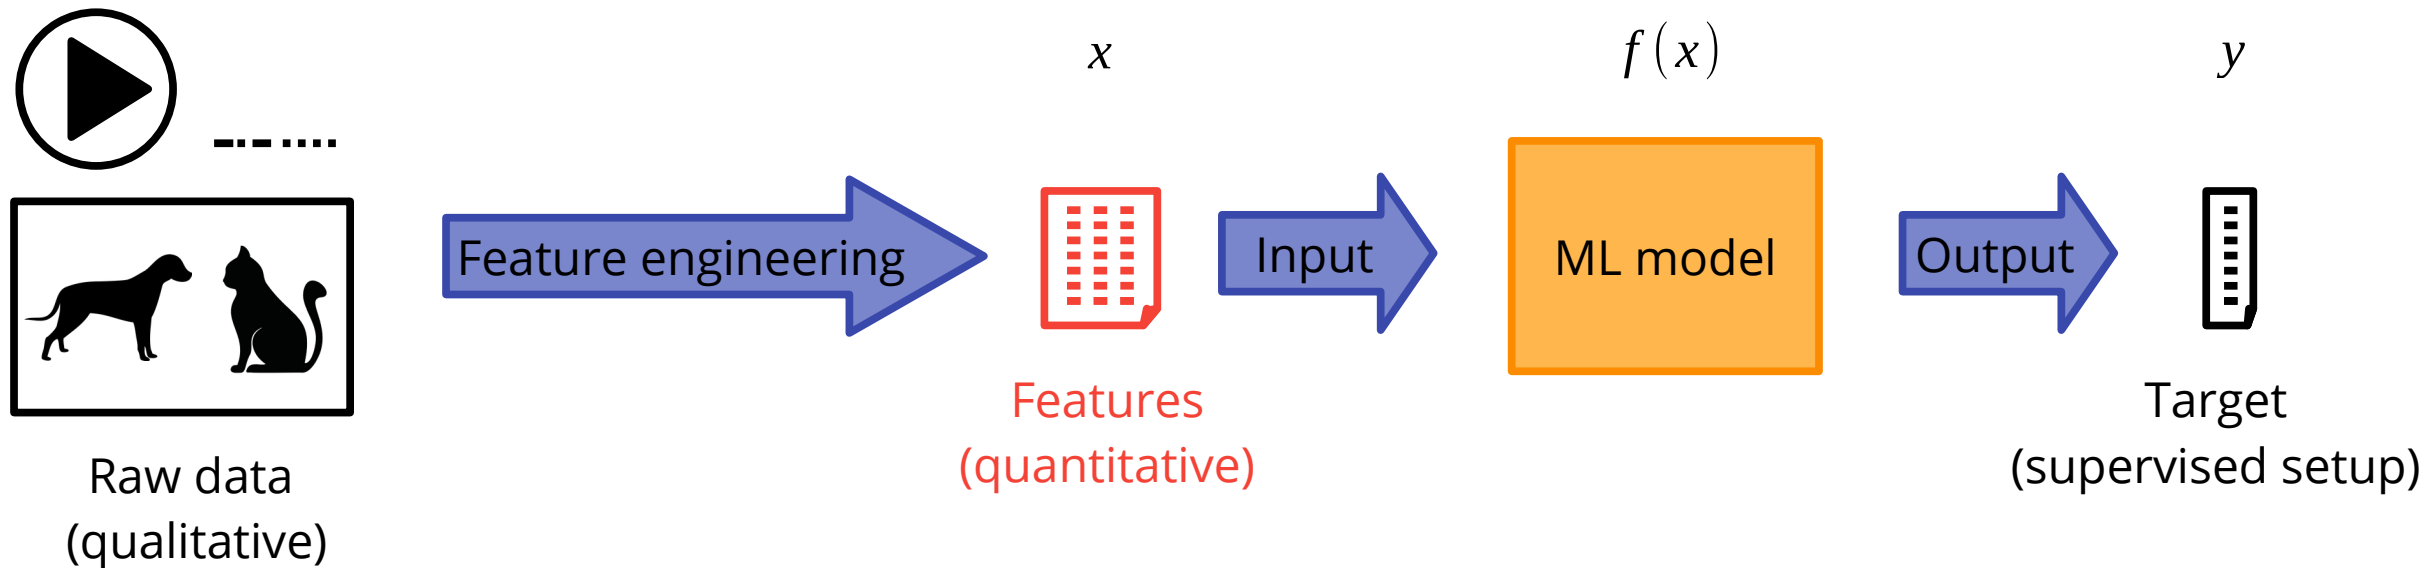 x
f(x)
y
Feature engineering
Input
ML model
Output
Features
(quantitative)
Target
(supervised setup)
Raw data
(qualitative)